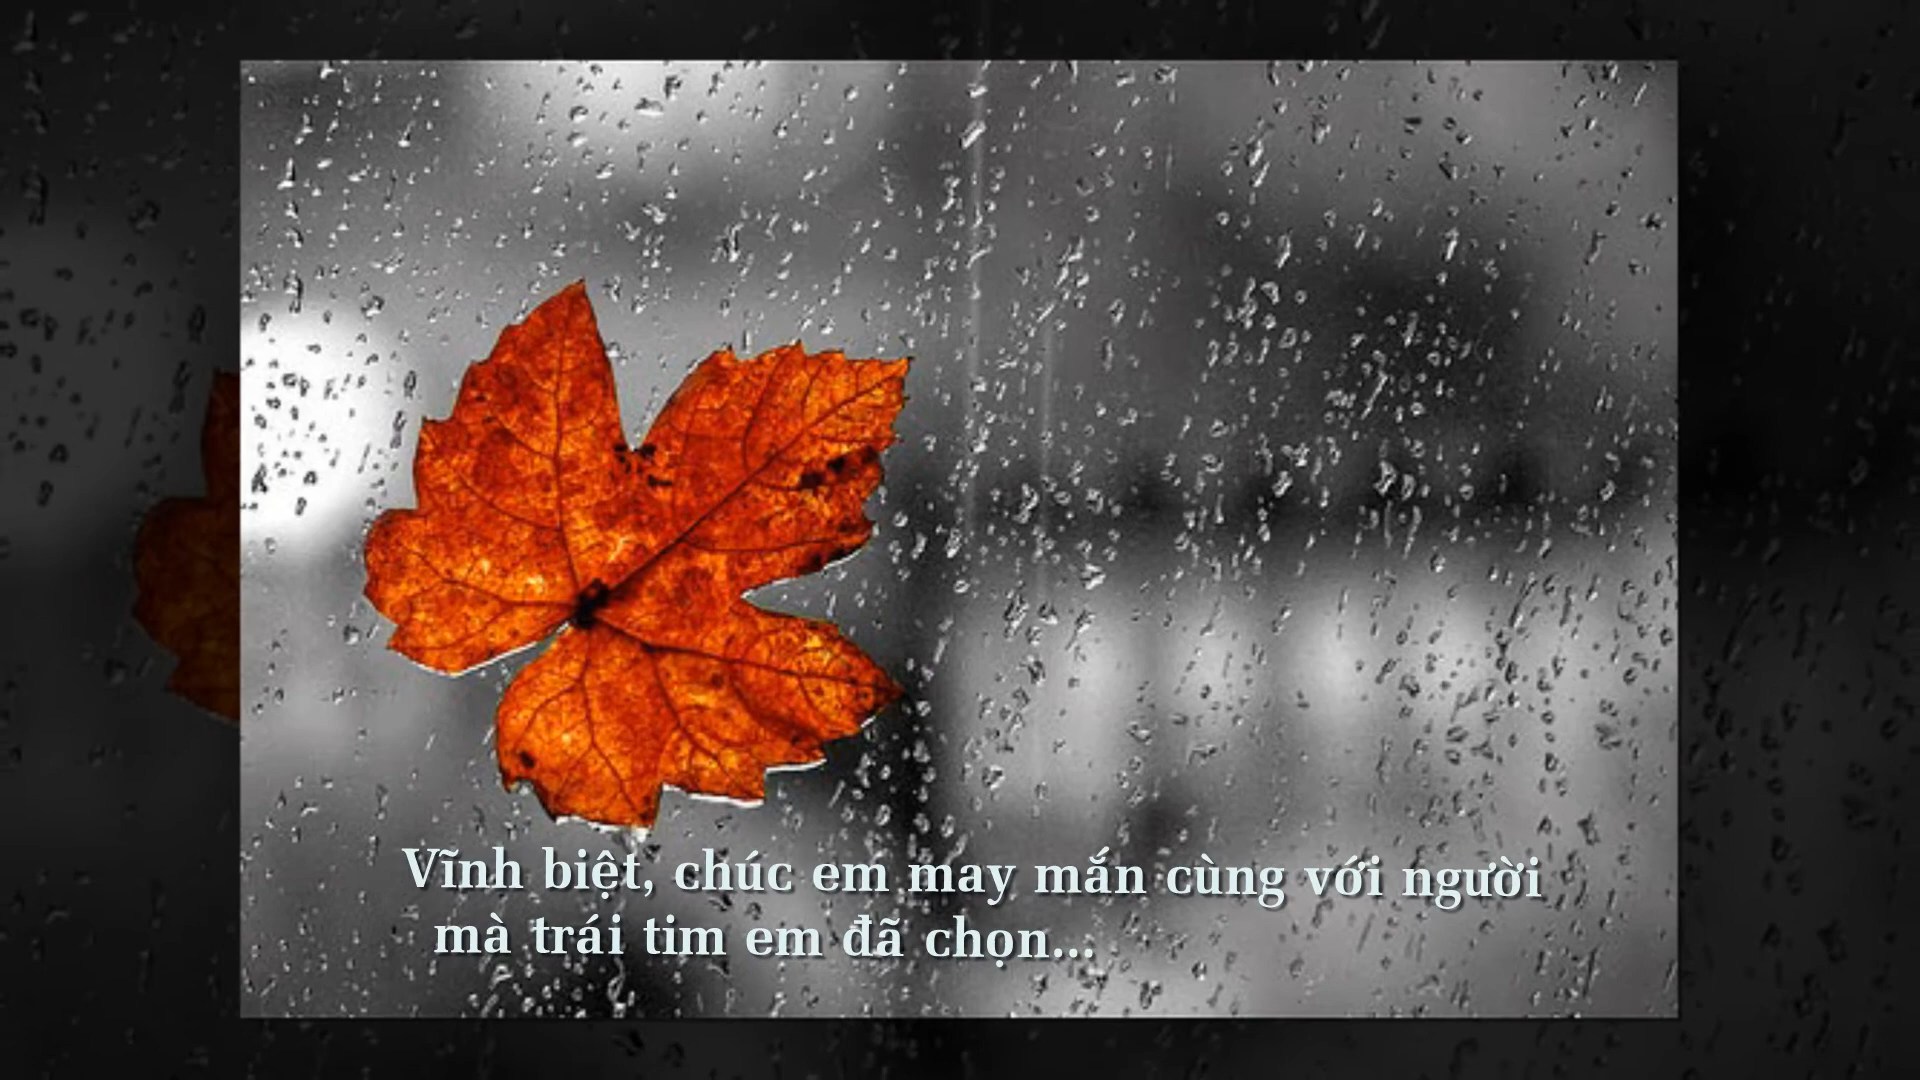 Vĩnh biệt, chúc em may mắn cùng với người
mà trái tim em đã chọn...